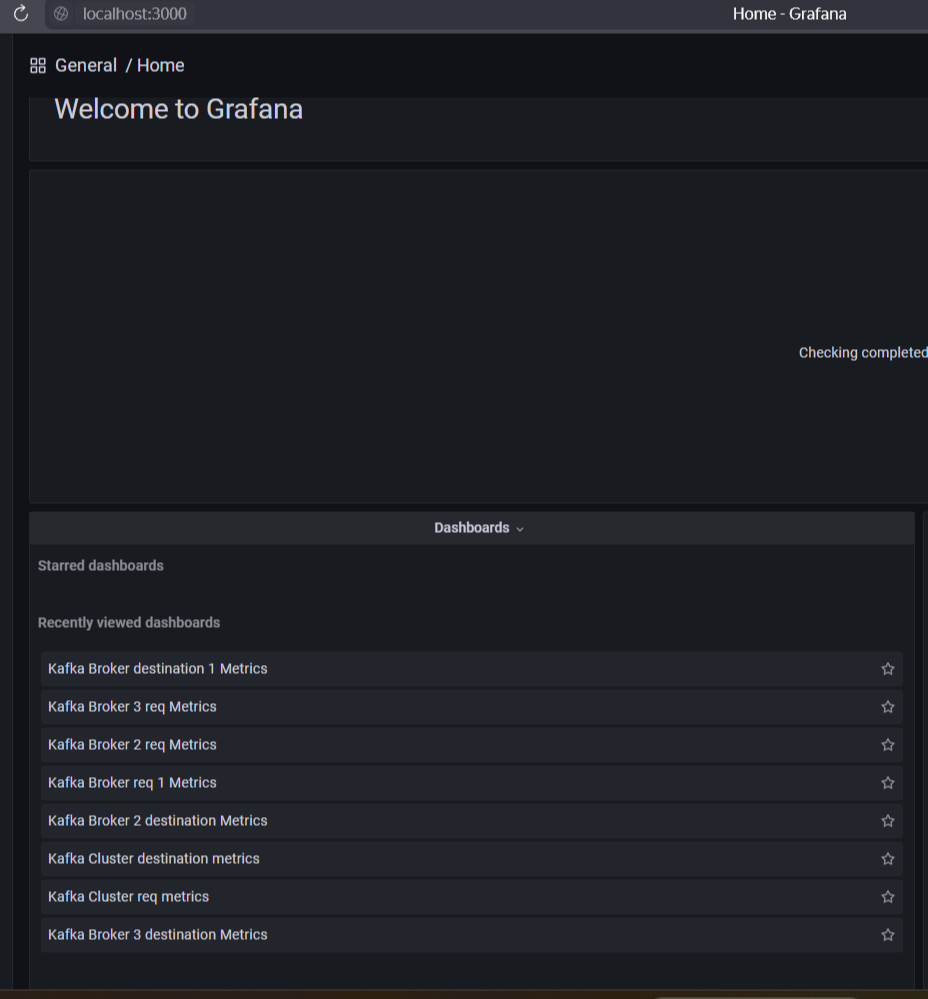 localhost:3000
Home - Grafana
General / Home
Welcome to Grafana
Checking completed
Dashboards
Starred dashboards
Recently viewed dashboards
Kafka Broker destination 1 Metrics
Kafka Broker 3 req Metrics
Kafka Broker 2 req Metrics
Kafka Broker req 1 Metrics
Kafka Broker 2 destination Metrics
Kafka Cluster destination metrics
Kafka Cluster req metrics
Kafka Broker 3 destination Metrics